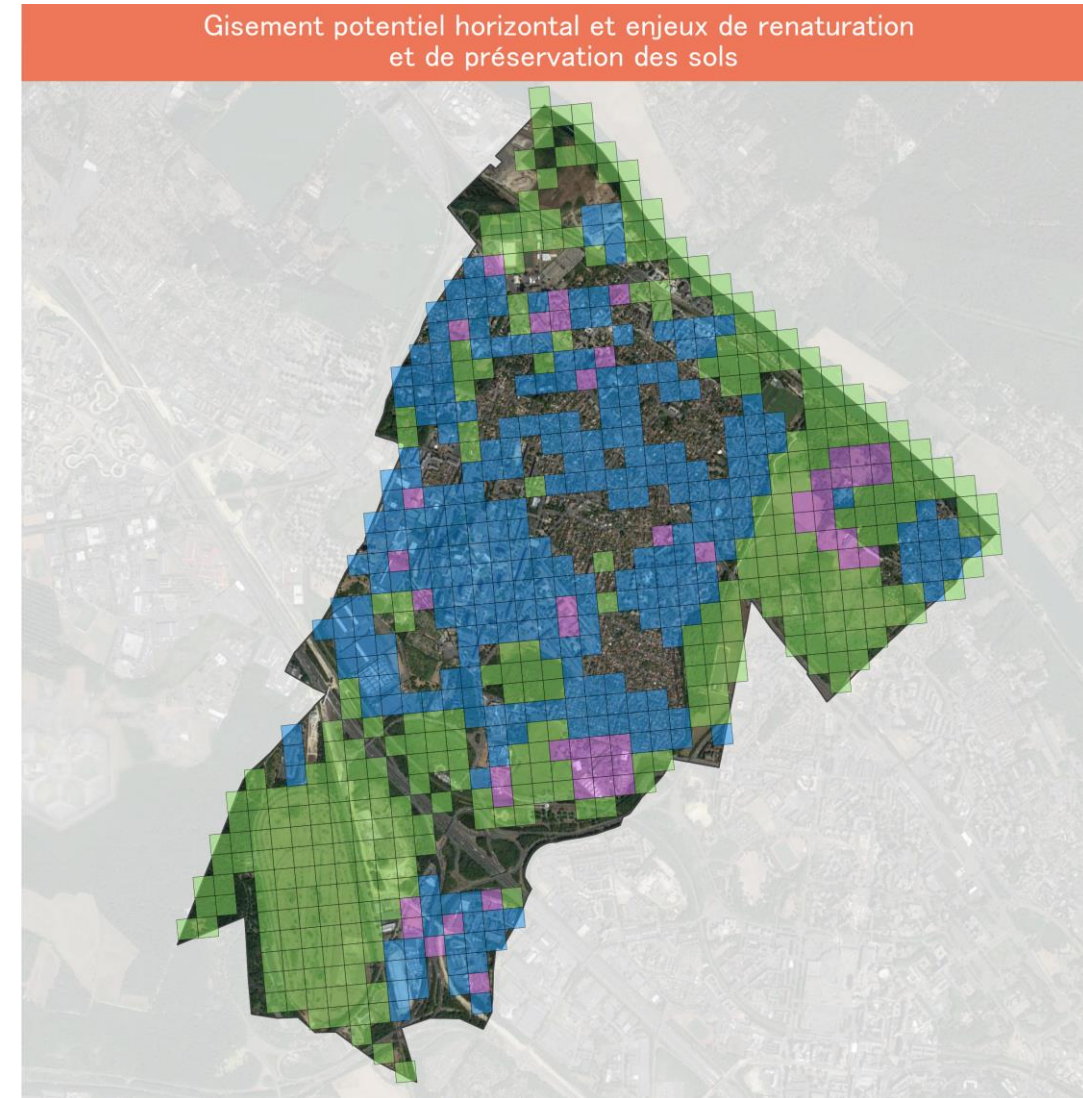 Gisement potentiel horizontal et enjeux de renaturation
et de préservation des sols